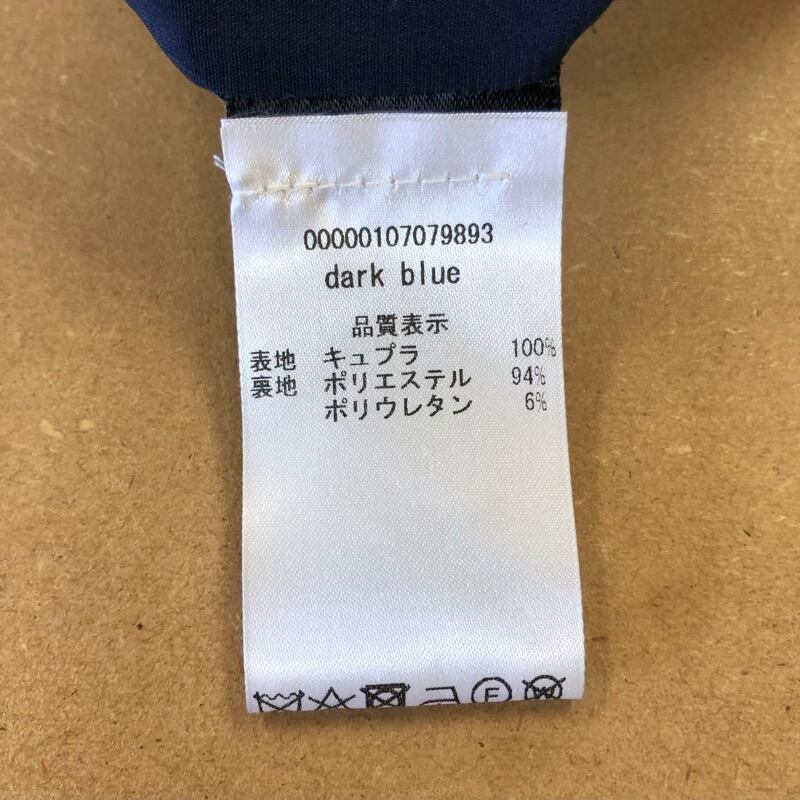 00000107079893
dark blue
品質表示
表地 キュプラ 100%
裏地 ポリエステル 94%
ポリウレタン 6%
F
W